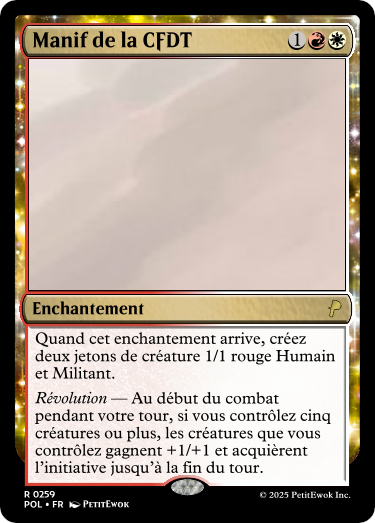 Manif de la CFDT 1
Enchantement
Quand cet enchantement arrive, créez
deux jetons de créature 1/1 rouge Humain
et Militant.
Révolution — Au début du combat
pendant votre tour, si vous contrôlez cinq
créatures ou plus, les créatures que vous
contrôlez gagnent +1/+1 et acquièrent
l'initiative jusqu'à la fin du tour.
R 0259
POL • FR PetitEwok
© 2025 PetitEwok Inc.